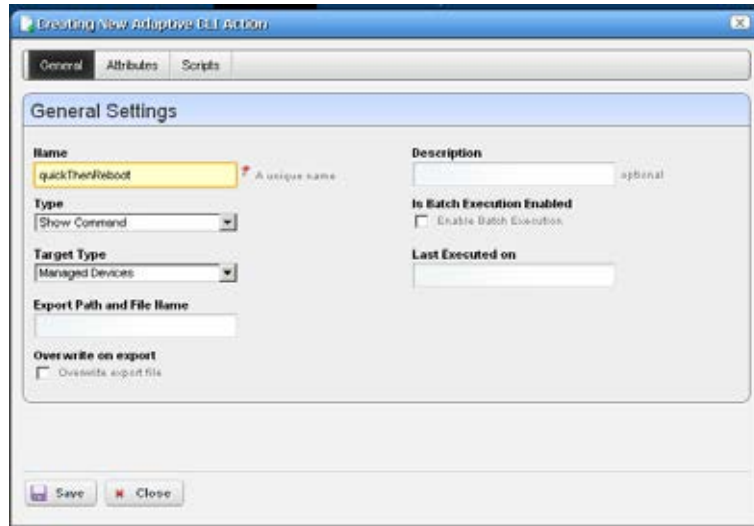 Creating New Adaptive CLI Action
General Attributes Scripts
General Settings
Name
quickThenReboot
* A unique name
Type
Show Command
Target Type
Managed Devices
Export Path and File Name
Overwrite on export
Overwrite export file
Description
optional
Is Batch Execution Enabled
Enable Batch Execution
Last Executed on
Save
Close